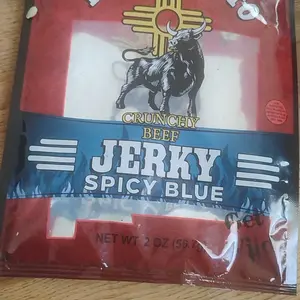 CRUNCHY
BEEF
JERKY
SPICY BLUE
NET WT 2 OZ